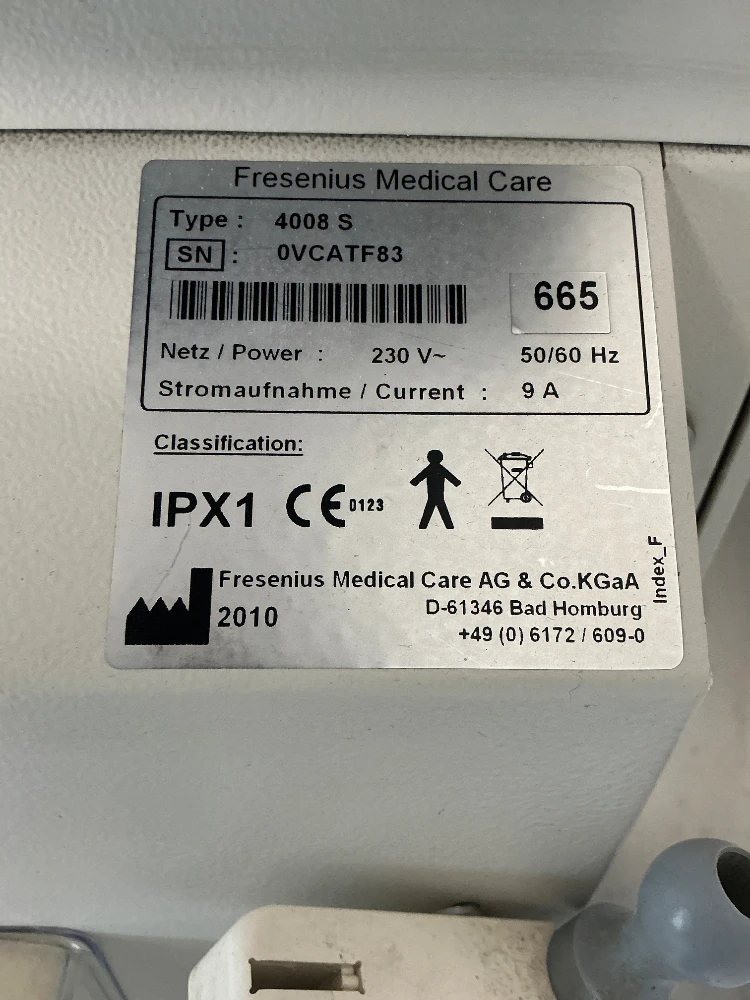 Fresenius Medical Care
Type : 4008 S
SN : 0VCATF83
665
Netz / Power : 230 V~ 50/60 Hz
Stromaufnahme / Current : 9 A
Classification:
IPX1 CE 0123
Index_F
Fresenius Medical Care AG & Co.KGaA
2010 D-61346 Bad Homburg
+49 (0) 6172 / 609-0